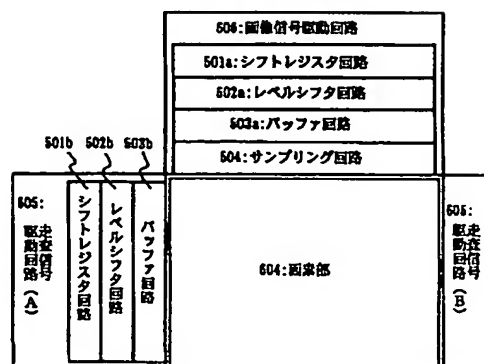 506:画像信号駆動回路
501a:シフトレジスタ回路
502a:レベルシフタ回路
503a:バッファ回路
504:サンプリング回路
501b 502b 503b
505:
走査信号
駆動回路(A)
シフトレジスタ回路
レベルシフタ回路
バッファ回路
504:画素部
505:
走査信号
駆動回路(B)